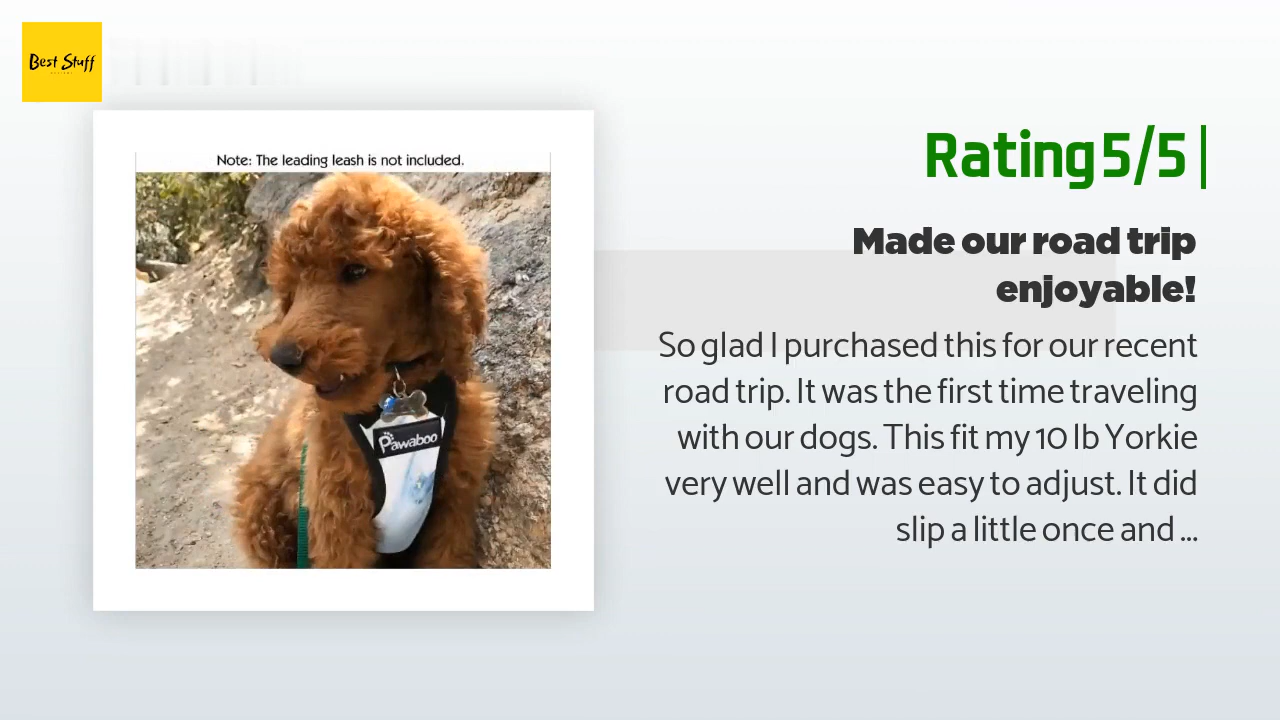 Best Stuff
Note: The leading leash is not included.
Pawaboo
Rating 5/5
Made our road trip
enjoyable!
So glad I purchased this for our recent
road trip. It was the first time traveling
with our dogs. This fit my 10 lb Yorkie
very well and was easy to adjust. It did
slip a little once and ...